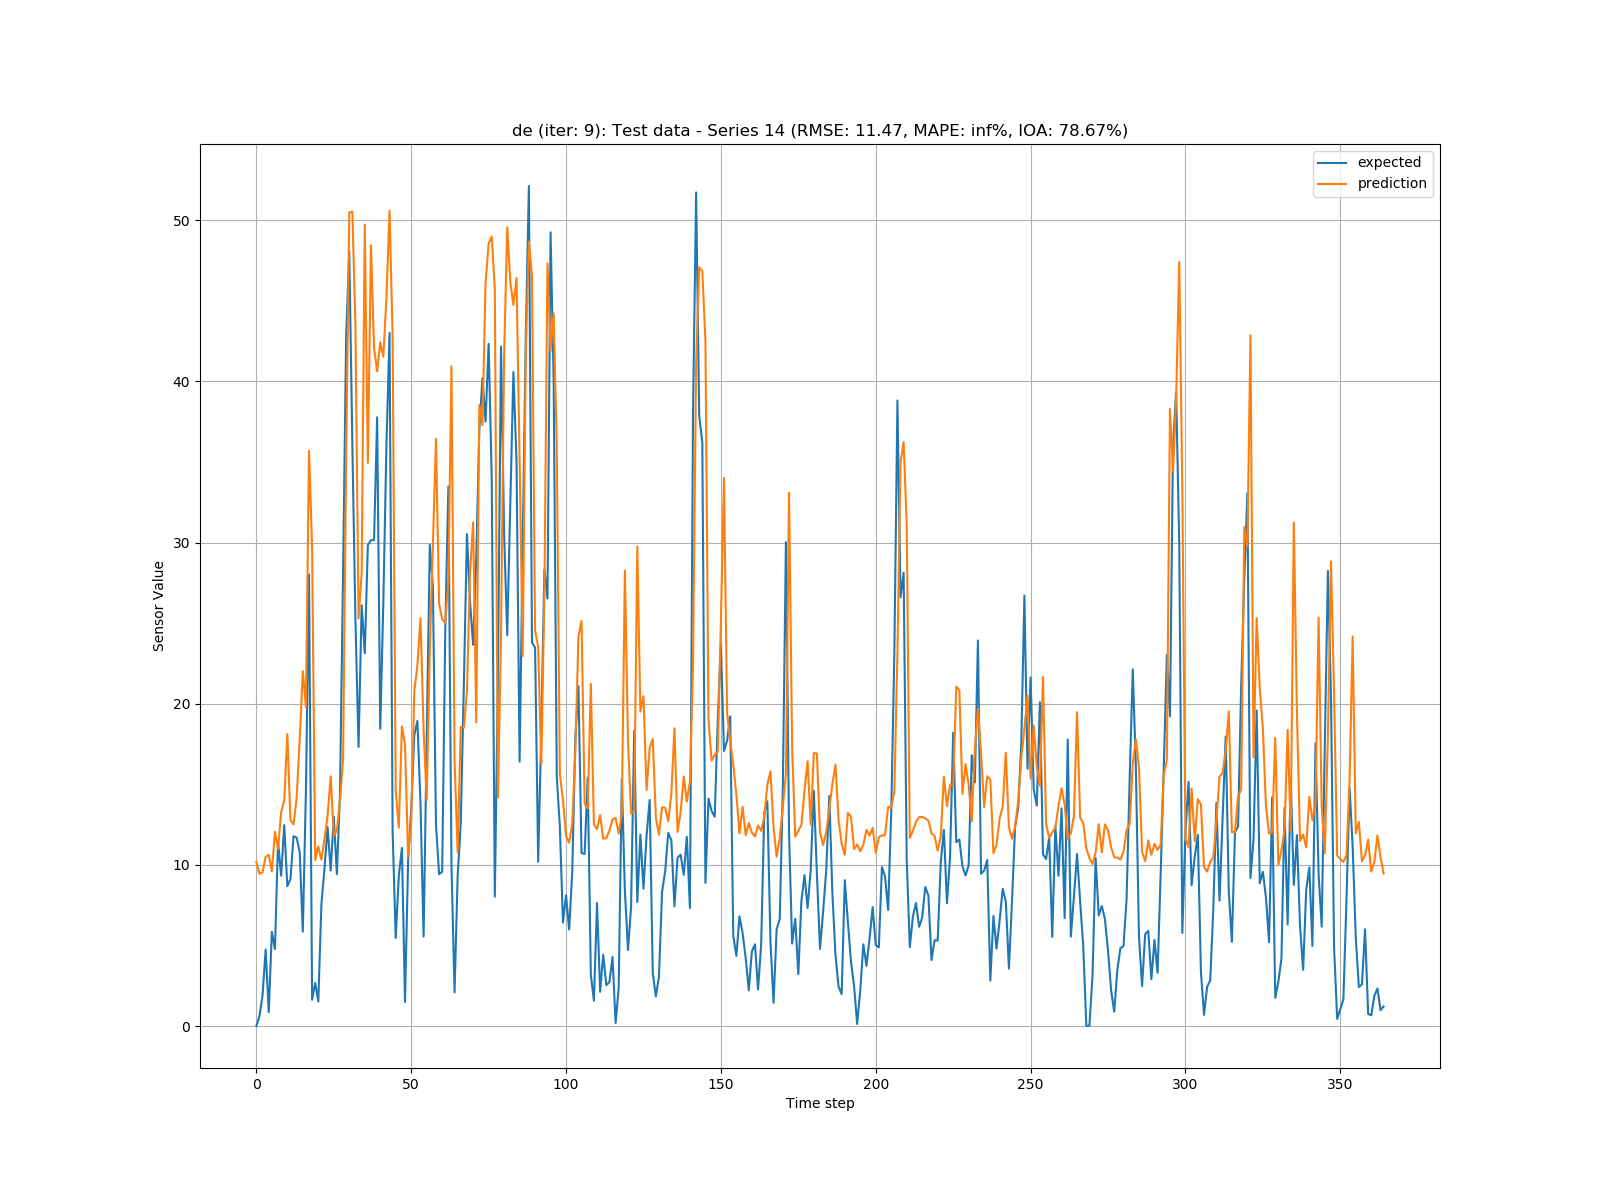 de (iter: 9): Test data - Series 14 (RMSE: 11.47, MAPE: inf%, IOA: 78.67%)
expected
prediction
50
40
30
20
10
0
Sensor Value
0 50 100 150 200 250 300 350
Time step